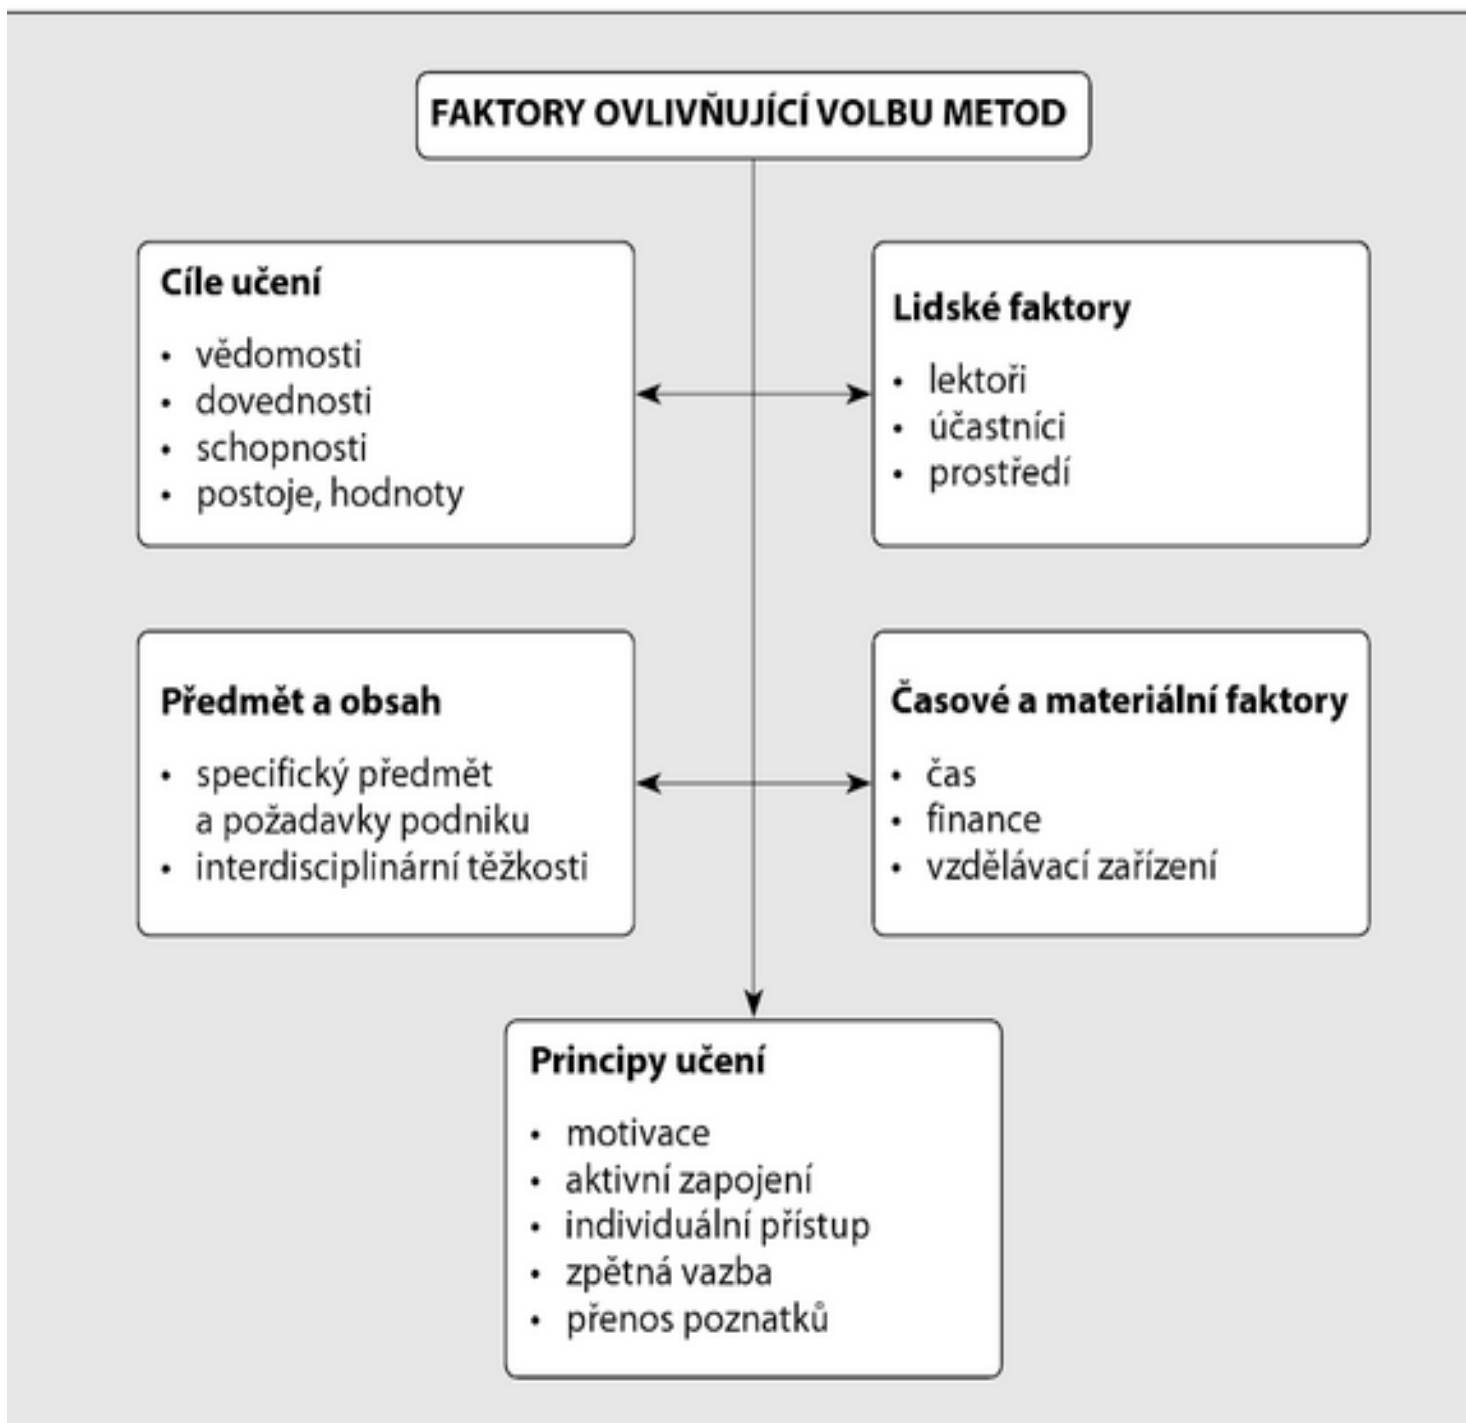 FAKTORY OVLIVŇUJÍCÍ VOLBU METOD
Cíle učení
• vědomosti
• dovednosti
• schopnosti
• postoje, hodnoty
Lidské faktory
• lektoři
• účastníci
• prostředí
Předmět a obsah
• specifický předmět
a požadavky podniku
• interdisciplinární těžkosti
Časové a materiální faktory
• čas
• finance
• vzdělávací zařízení
Principy učení
• motivace
• aktivní zapojení
• individuální přístup
• zpětná vazba
• přenos poznatků